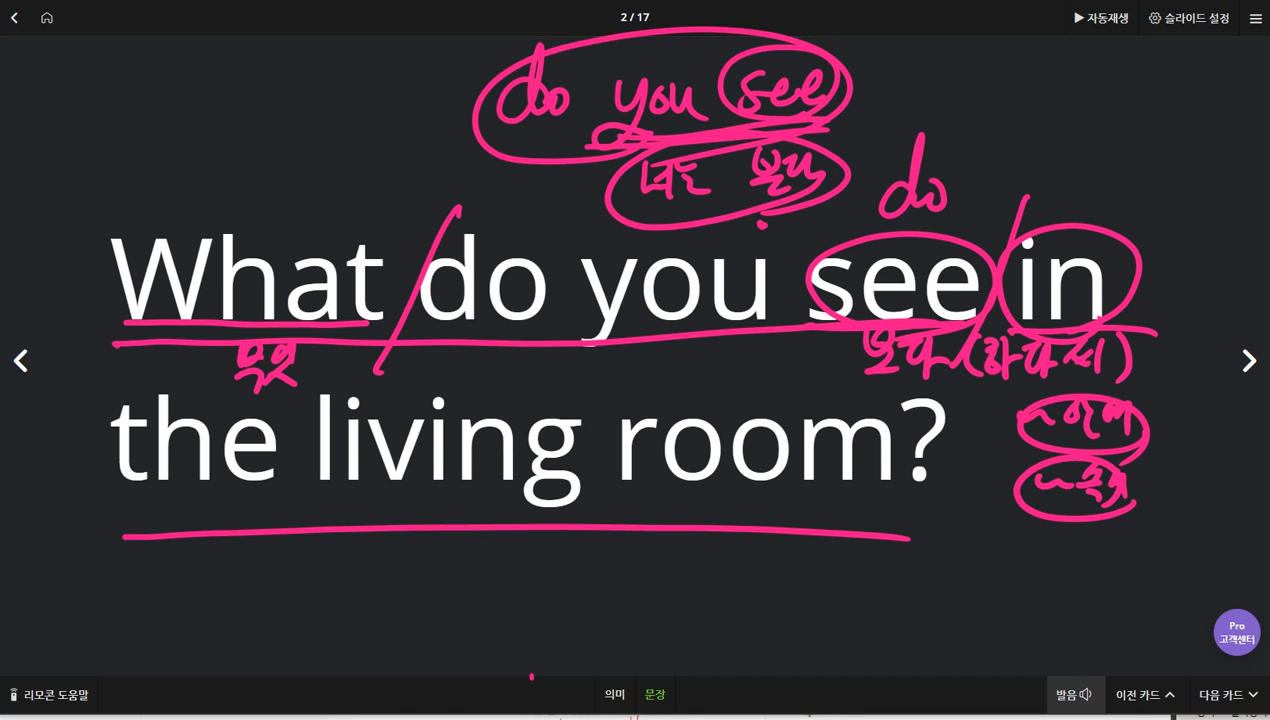 2 / 17
자동재생
슬라이드 설정
do you see
너는 본다
do
What do you see in
무엇
보다 (하다씨)
the living room?
~안에
~속에
Pro
고객센터
리모콘 도움말
의미
문장
발음
이전 카드
다음 카드